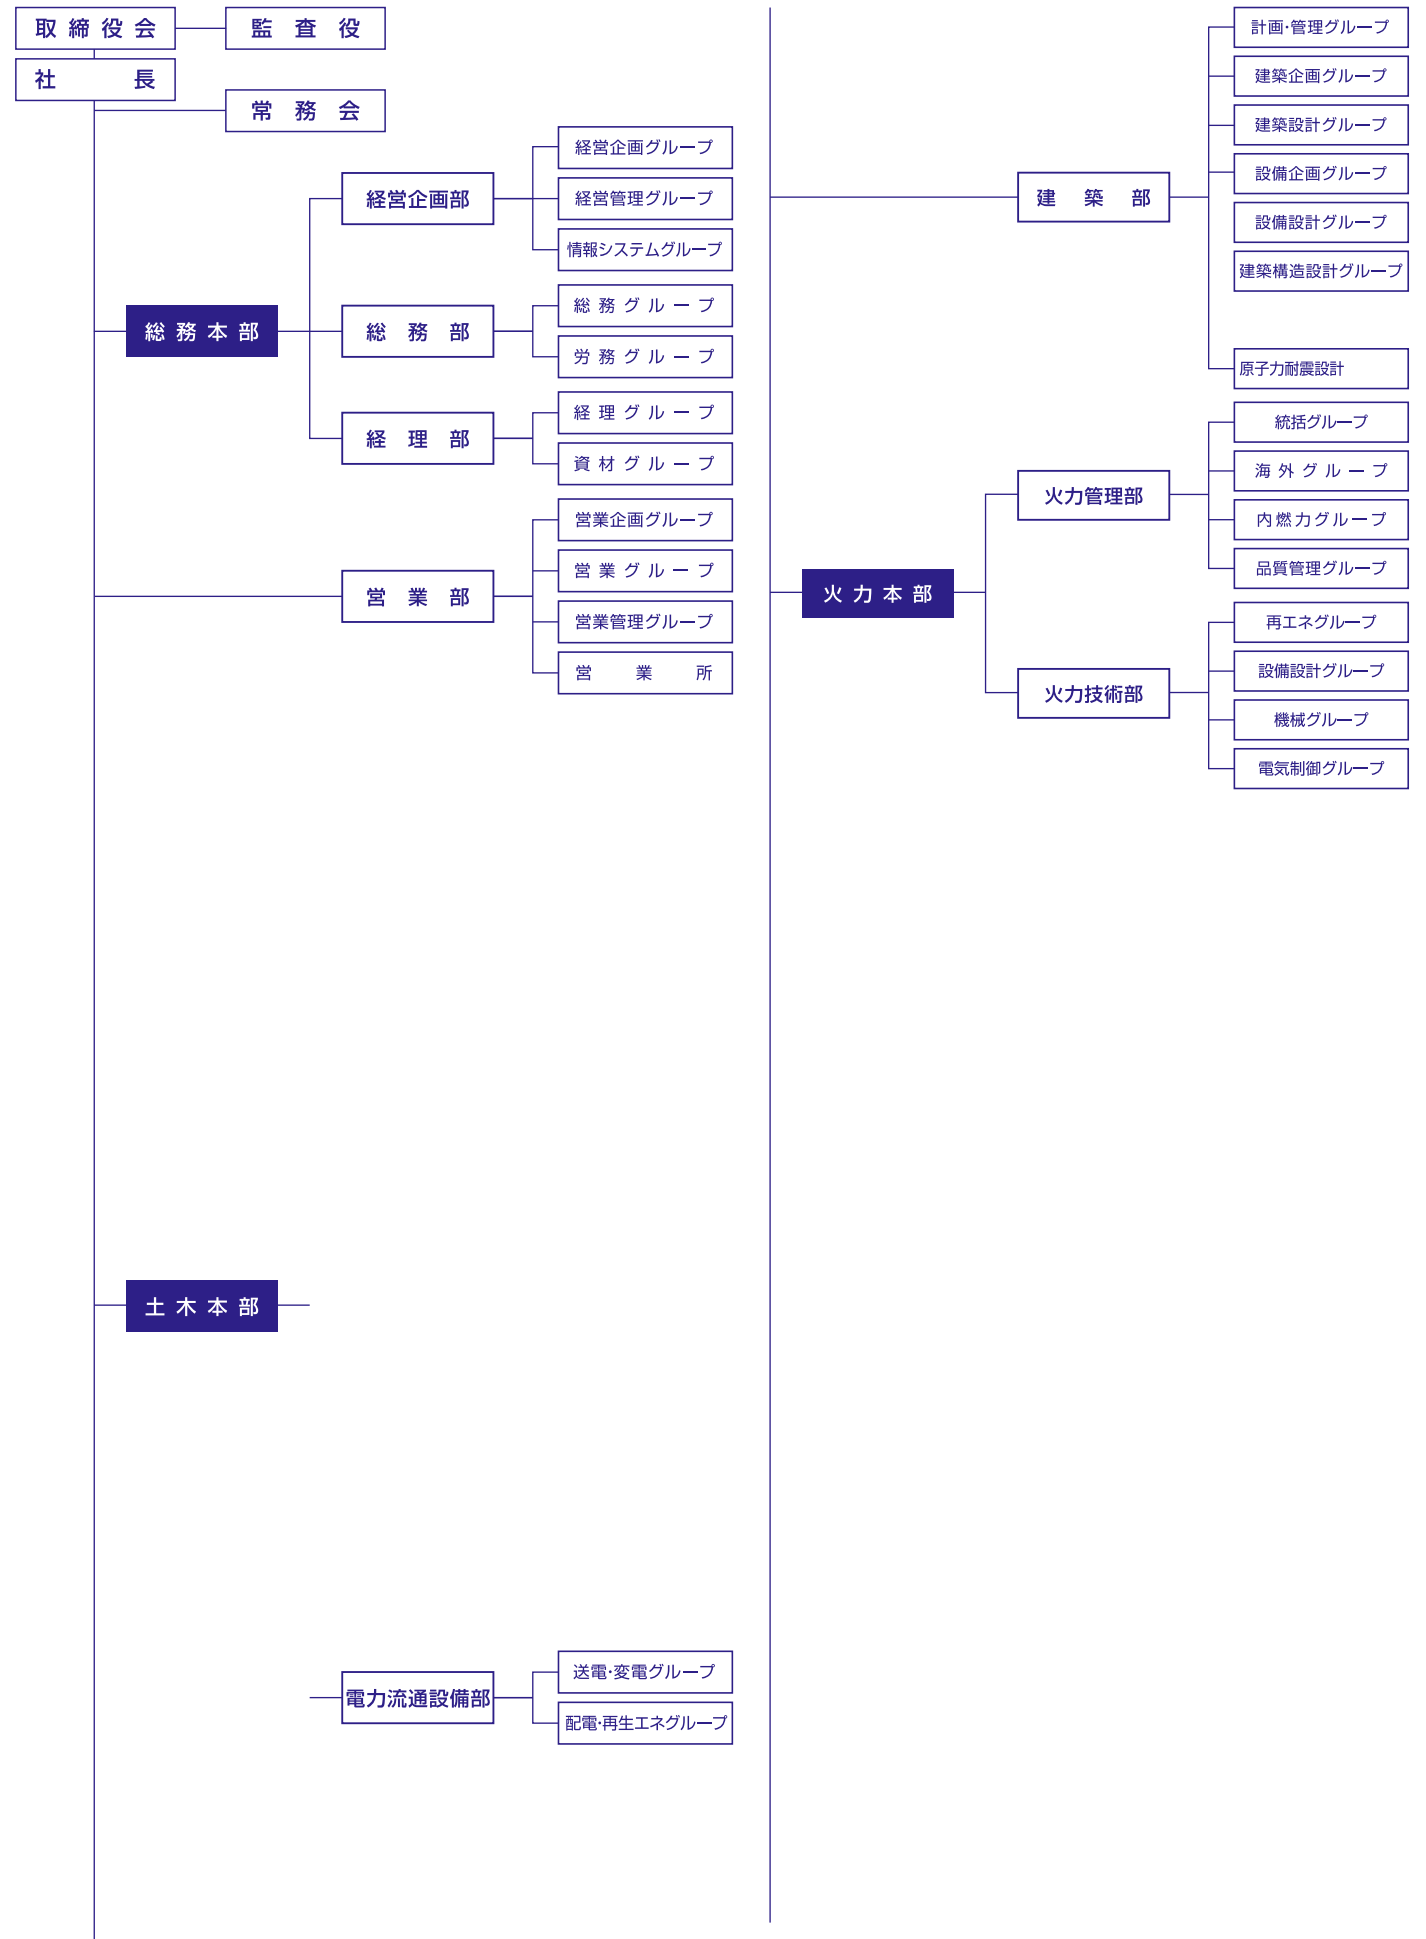 取締役会
監査役
社長
常務会
経営企画部
経営企画グループ
経営管理グループ
情報システムグループ
総務本部
総務部
総務グループ
労務グループ
経理部
経理グループ
資材グループ
営業部
営業企画グループ
営業グループ
営業管理グループ
営業所
土木本部
電力流通設備部
送電・変電グループ
配電・再生エネグループ
建築部
計画・管理グループ
建築企画グループ
建築設計グループ
設備企画グループ
設備設計グループ
建築構造設計グループ
原子力耐震設計
火力本部
火力管理部
統括グループ
海外グループ
内燃力グループ
品質管理グループ
火力技術部
再エネグループ
設備設計グループ
機械グループ
電気制御グループ